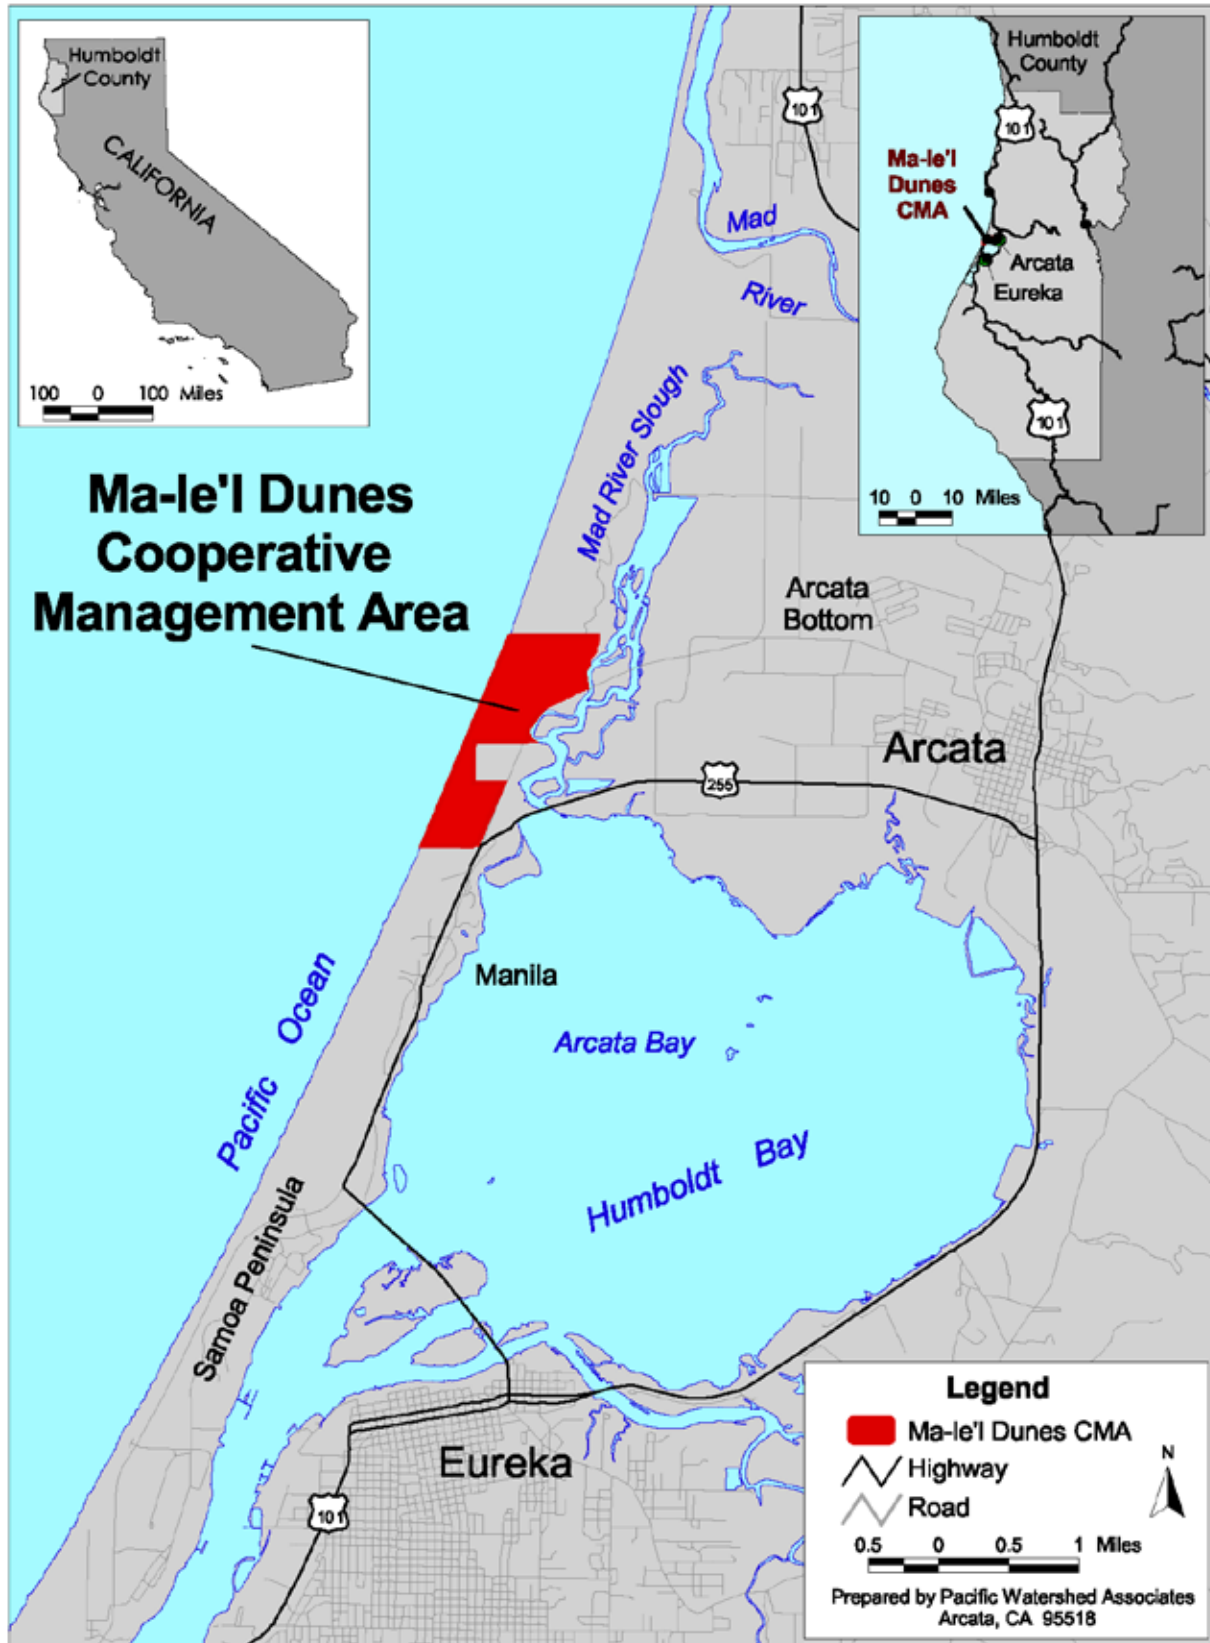 Humboldt
County
CALIFORNIA
100 0 100 Miles
101
Humboldt
County
101
Ma-le'l
Dunes
CMA
Arcata
Eureka
101
10 0 10 Miles
Mad
River
Mad River Slough
Ma-le'l Dunes
Cooperative
Management Area
Arcata
Bottom
Arcata
255
Manila
Arcata Bay
Pacific Ocean
Humboldt Bay
Samoa Peninsula
Eureka
101
Legend
Ma-le'l Dunes CMA
Highway
Road
N
0.5 0 0.5 1 Miles
Prepared by Pacific Watershed Associates
Arcata, CA 95518